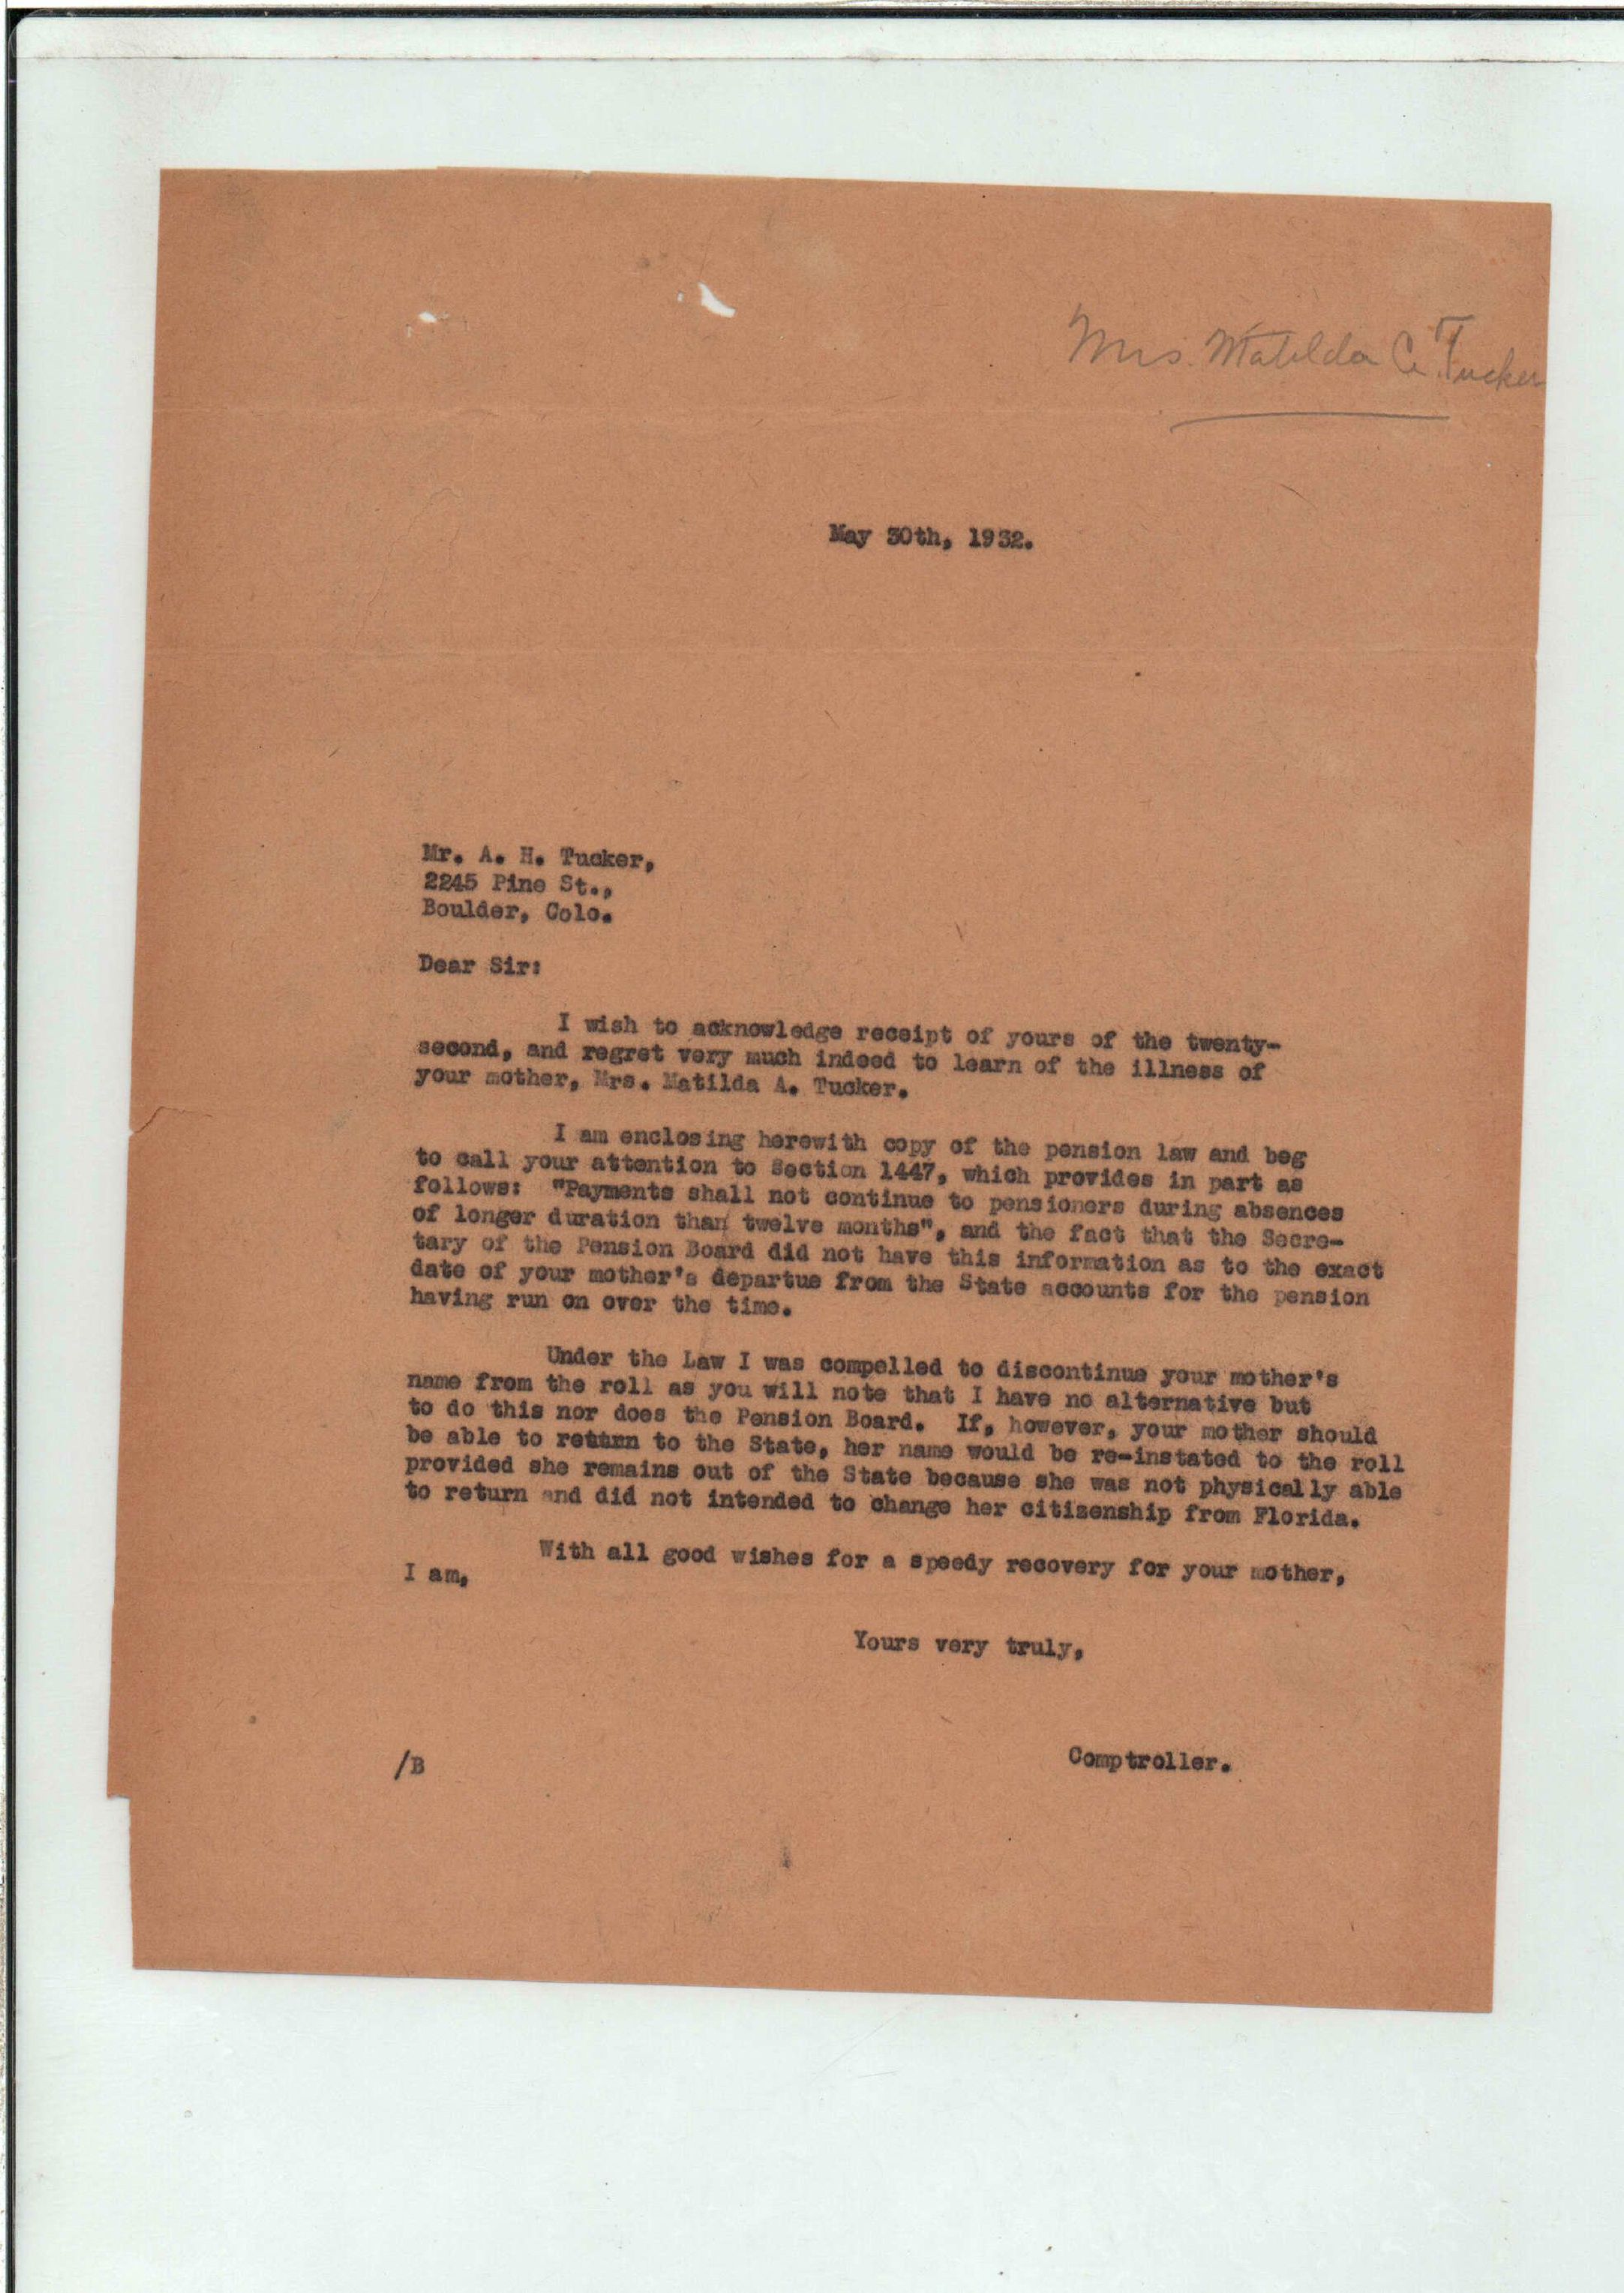 Mrs. Matilda C. Tucker
May 30th, 1932.
Mr. A. H. Tucker,
2245 Pine St.,
Boulder, Colo.
Dear Sir:
I wish to acknowledge receipt of yours of the twenty-
second, and regret very much indeed to learn of the illness of
your mother, Mrs. Matilda A. Tucker.
I am enclosing herewith copy of the pension law and beg
to call your attention to Section 1447, which provides in part as
follows: "Payments shall not continue to pensioners during absences
of longer duration than twelve months", and the fact that the Secre-
tary of the Pension Board did not have this information as to the exact
date of your mother's departue from the State accounts for the pension
having run on over the time.
Under the Law I was compelled to discontinue your mother's
name from the roll as you will note that I have no alternative but
to do this nor does the Pension Board. If, however, your mother should
be able to return to the State, her name would be re-instated to the roll
provided she remains out of the State because she was not physically able
to return and did not intended to change her citizenship from Florida.
With all good wishes for a speedy recovery for your mother,
I am,
Yours very truly,
Comptroller.
/B